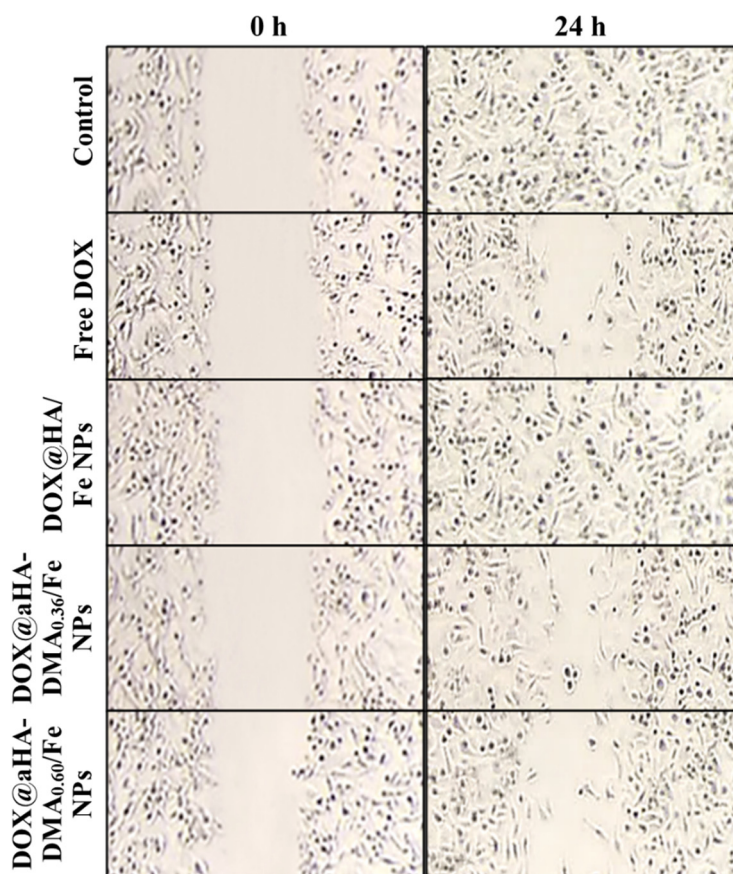 0 h
24 h
Control
Free DOX
DOX@HA/
Fe NPs
DOX@aHA-
DMA0.36/Fe
NPs
DOX@aHA-
DMA0.60/Fe
NPs